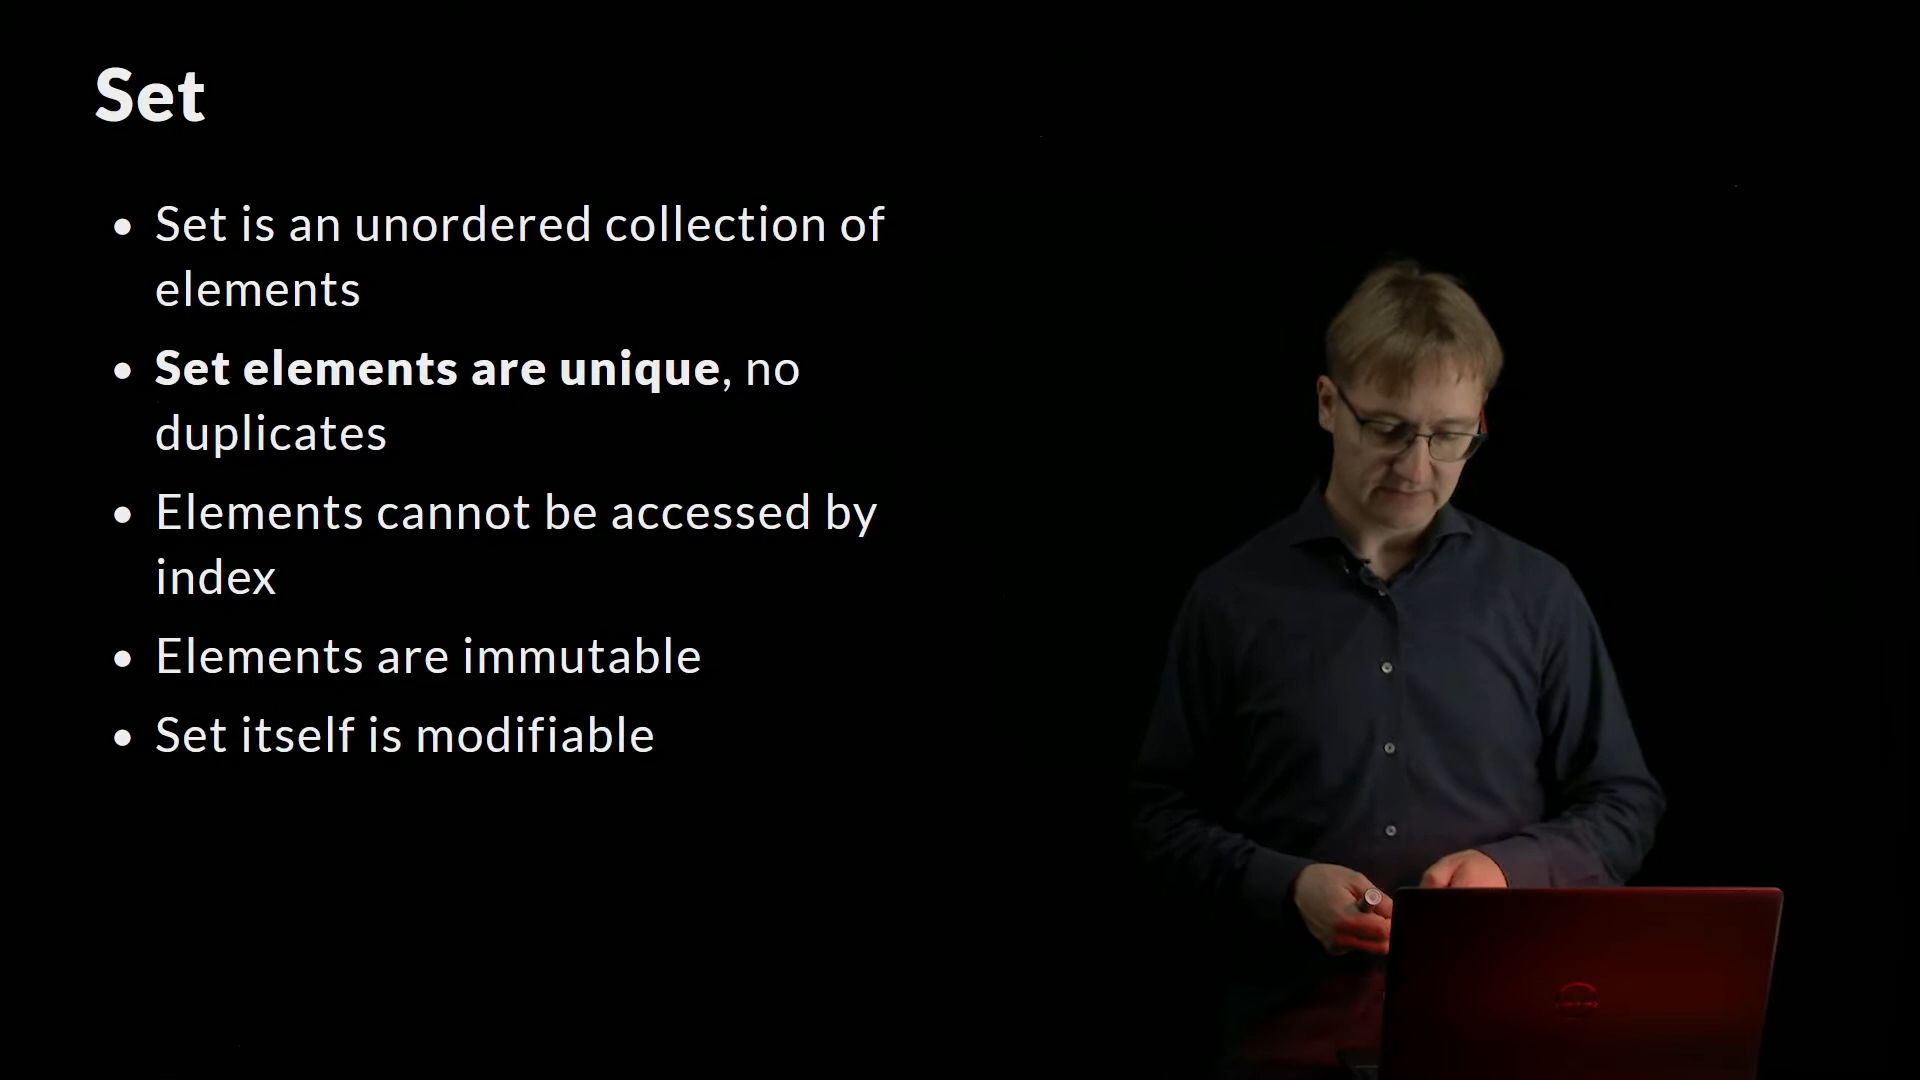 Set
• Set is an unordered collection of
elements
• Set elements are unique, no
duplicates
• Elements cannot be accessed by
index
• Elements are immutable
• Set itself is modifiable